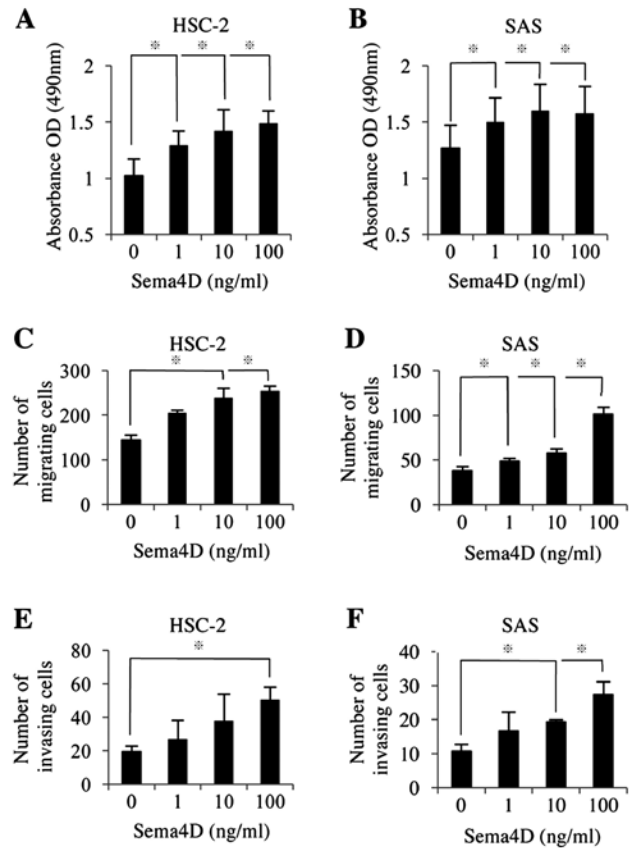 A
HSC-2
※ ※ ※
Absorbance OD (490nm)
2
1.5
1
0.5
0 1 10 100
Sema4D (ng/ml)
B
SAS
※ ※ ※
Absorbance OD (490nm)
2
1.5
1
0.5
0 1 10 100
Sema4D (ng/ml)
C
HSC-2
※ ※
Number of
migrating cells
300
200
100
0
0 1 10 100
Sema4D (ng/ml)
D
SAS
※ ※ ※
Number of
migrating cells
150
100
50
0
0 1 10 100
Sema4D (ng/ml)
E
HSC-2
※
Number of
invasing cells
80
60
40
20
0
0 1 10 100
Sema4D (ng/ml)
F
SAS
※ ※
Number of
invasing cells
40
30
20
10
0
0 1 10 100
Sema4D (ng/ml)